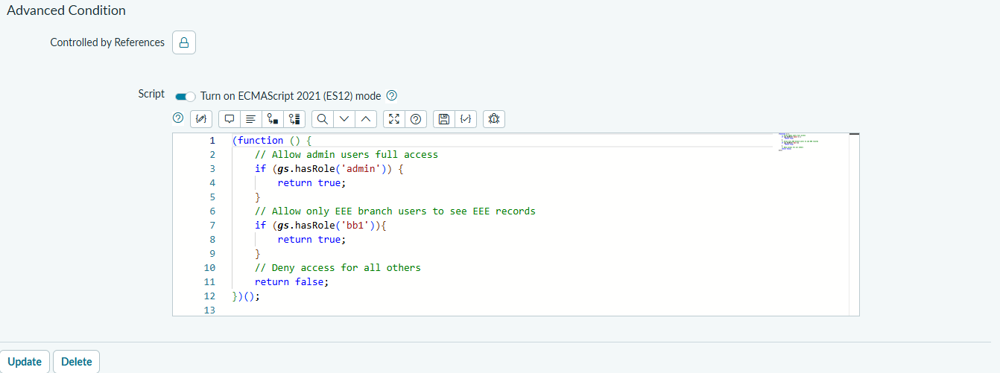 Advanced Condition
Controlled by References
Script
Turn on ECMAScript 2021 (ES12) mode
1 (function () {
2 // Allow admin users full access
3 if (gs.hasRole('admin')) {
4 return true;
5 }
6 // Allow only EEE branch users to see EEE records
7 if (gs.hasRole('bb1')){
8 return true;
9 }
10 // Deny access for all others
11 return false;
12 })();
13
Update Delete